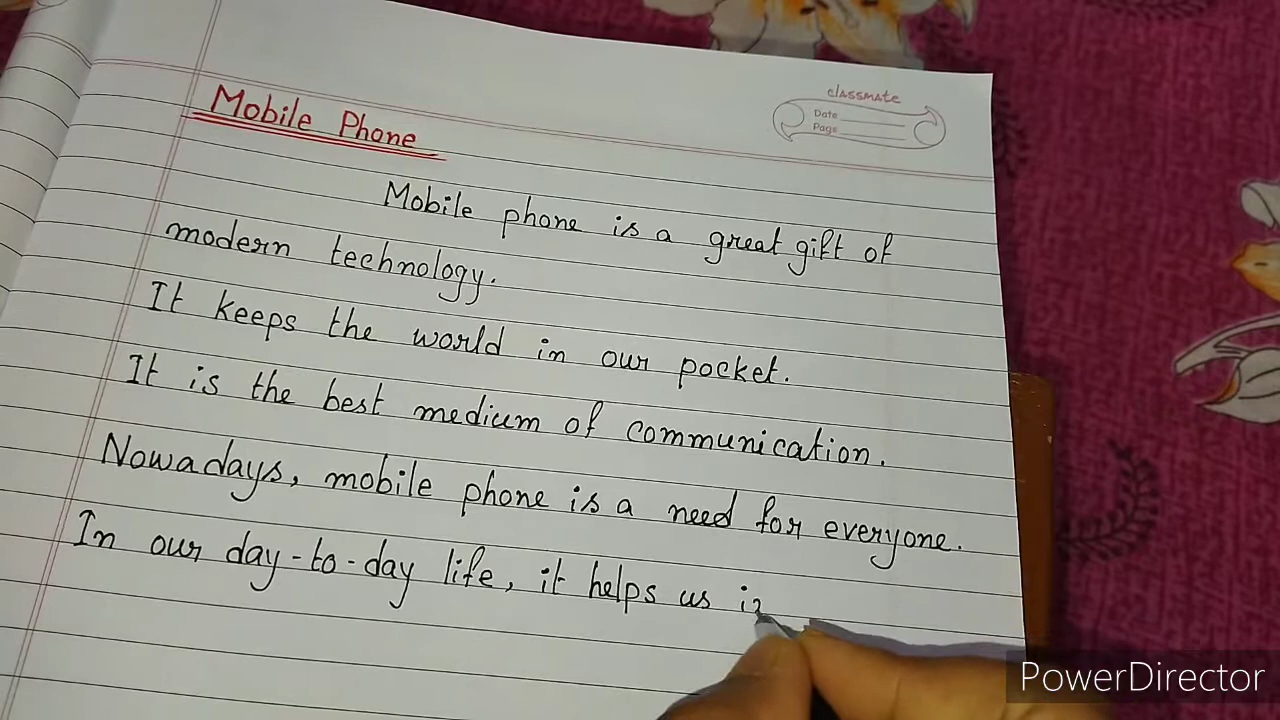 classmate
Date
Page
Mobile Phone
Mobile phone is a great gift of
modern technology.
It keeps the world in our pocket.
It is the best medium of communication.
Nowadays, mobile phone is a need for everyone.
In our day-to-day life, it helps us
PowerDirector